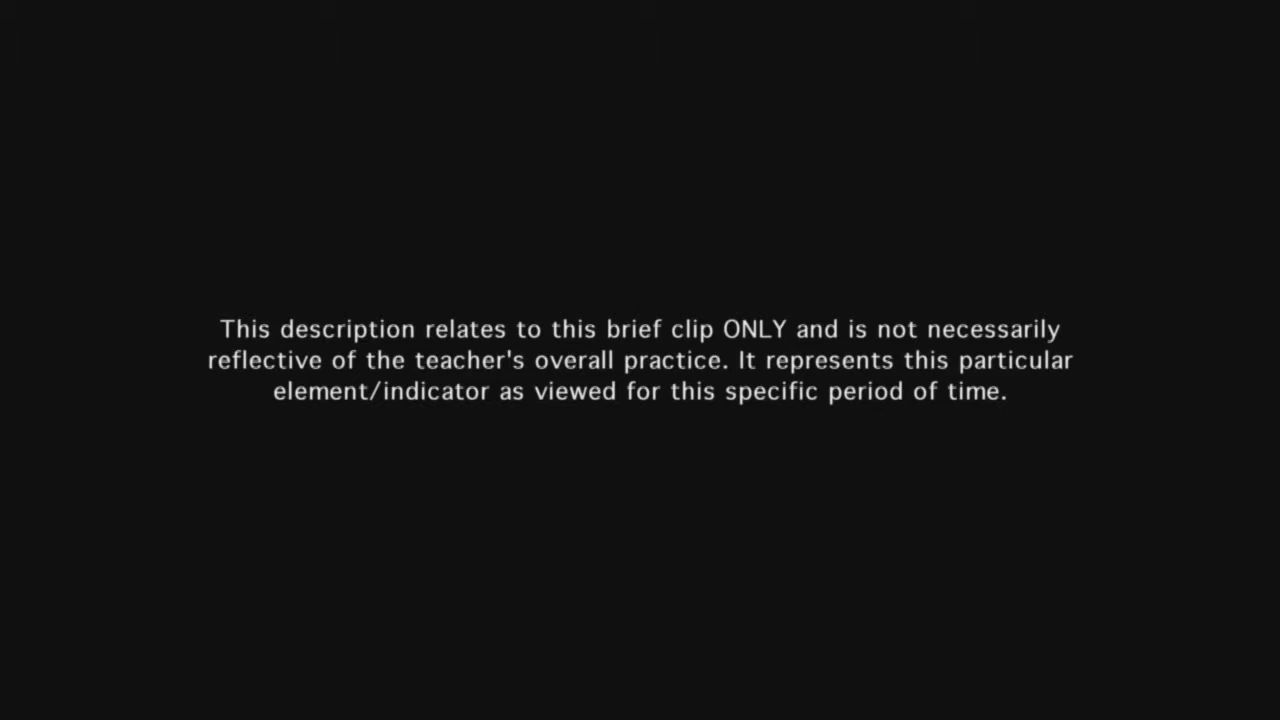 This description relates to this brief clip ONLY and is not necessarily
reflective of the teacher's overall practice. It represents this particular
element/indicator as viewed for this specific period of time.